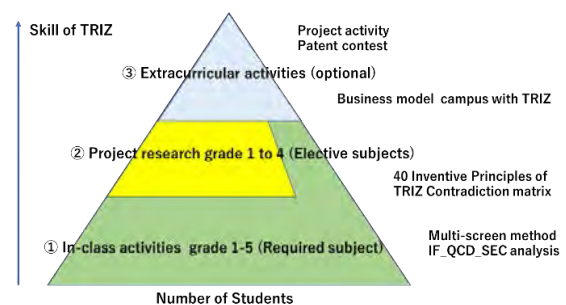 Skill of TRIZ
Project activity
Patent contest
③ Extracurricular activities (optional)
Business model campus with TRIZ
② Project research grade 1 to 4 (Elective subjects)
40 Inventive Principles of
TRIZ Contradiction matrix
Multi-screen method
IF_QCD_SEC analysis
① In-class activities grade 1-5 (Required subject)
Number of Students